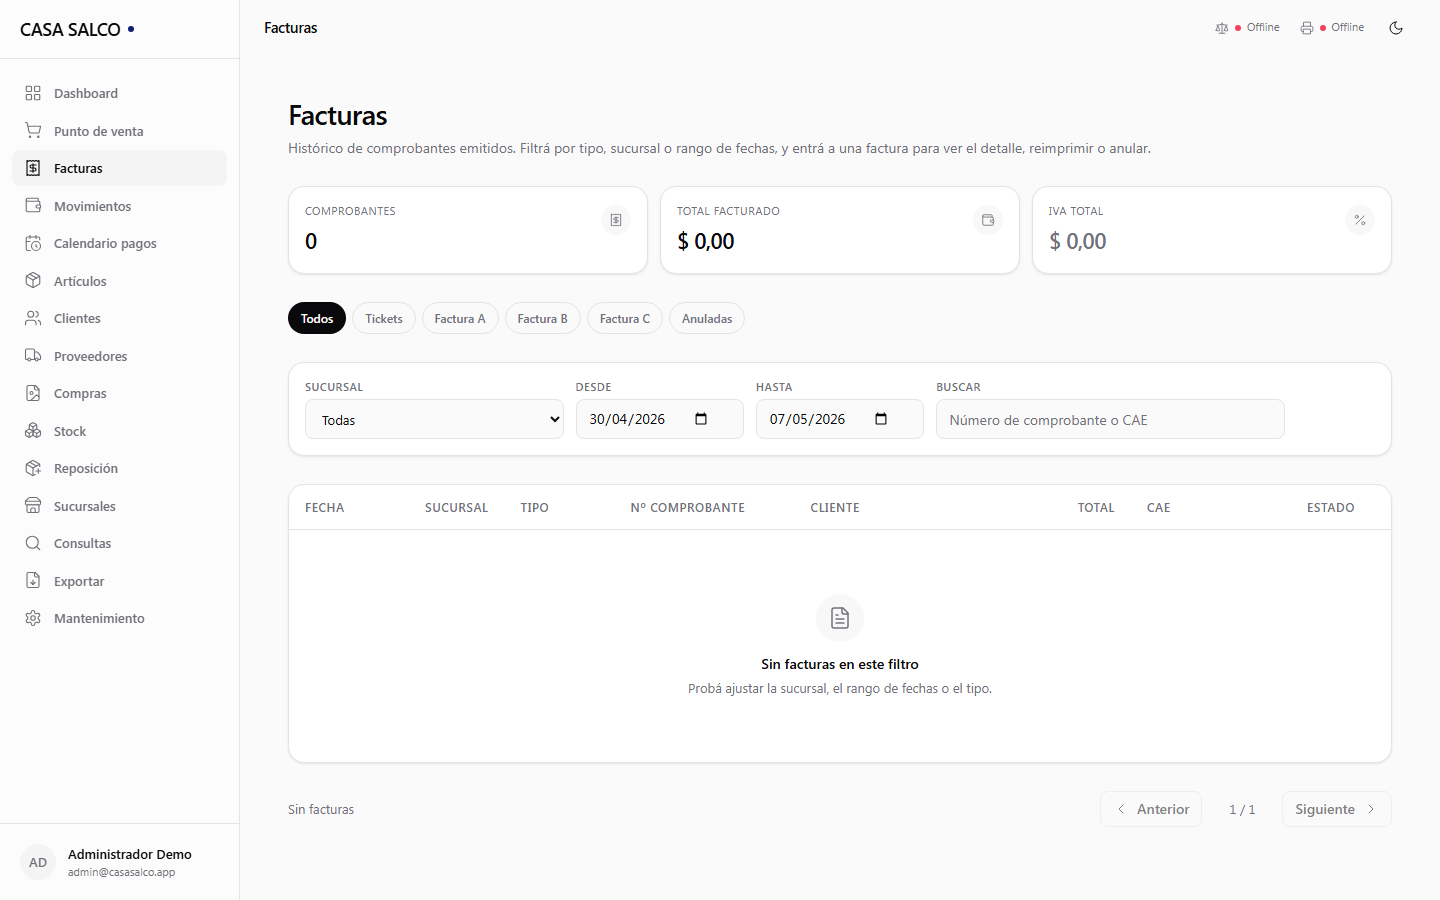 CASA SALCO
Facturas
Offline
Offline
Dashboard
Punto de venta
Facturas
Movimientos
Calendario pagos
Artículos
Clientes
Proveedores
Compras
Stock
Reposición
Sucursales
Consultas
Exportar
Mantenimiento
AD
Administrador Demo
admin@casasalco.app
Facturas
Histórico de comprobantes emitidos. Filtrá por tipo, sucursal o rango de fechas, y entrá a una factura para ver el detalle, reimprimir o anular.
COMPROBANTES
0
TOTAL FACTURADO
$ 0,00
IVA TOTAL
$ 0,00
Todos
Tickets
Factura A
Factura B
Factura C
Anuladas
SUCURSAL
Todas
DESDE
30/04/2026
HASTA
07/05/2026
BUSCAR
Número de comprobante o CAE
FECHA SUCURSAL TIPO Nº COMPROBANTE CLIENTE TOTAL CAE ESTADO
Sin facturas en este filtro
Probá ajustar la sucursal, el rango de fechas o el tipo.
Sin facturas
Anterior
1 / 1
Siguiente